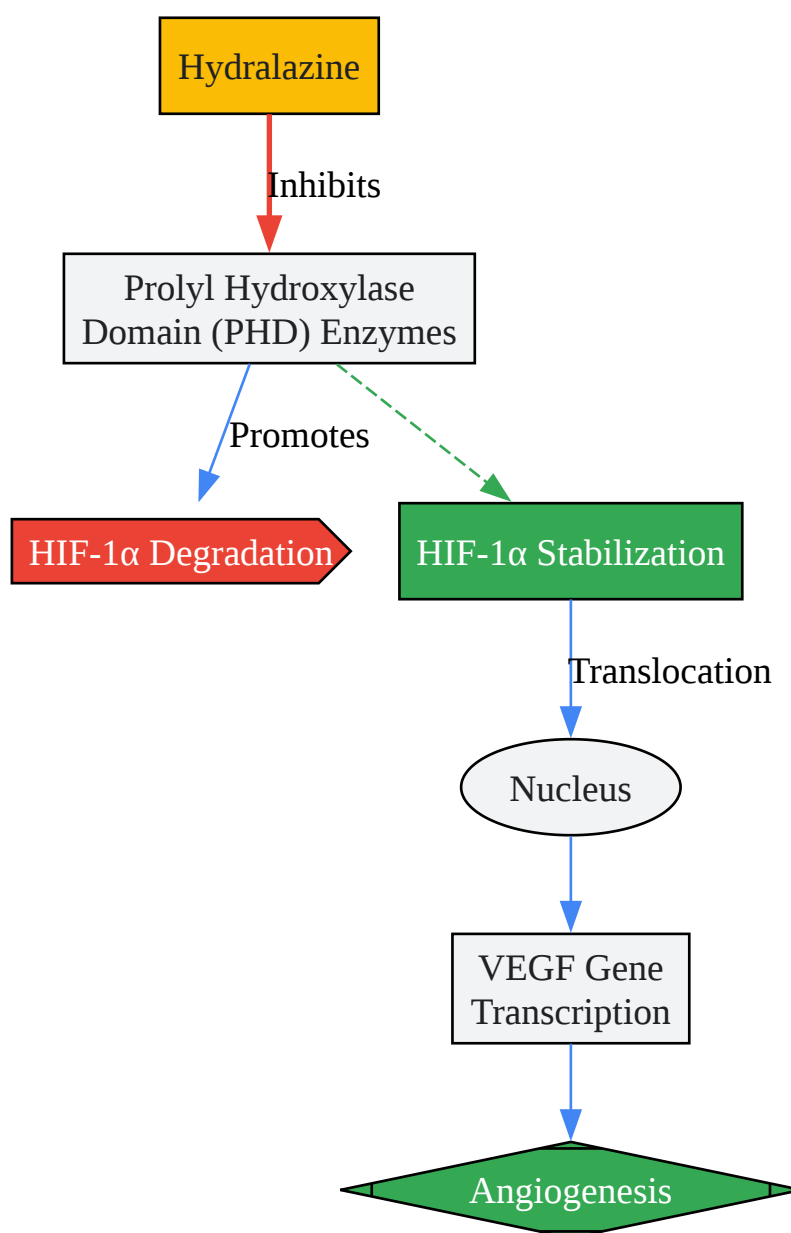 Hydralazine
Inhibits
Prolyl Hydroxylase
Domain (PHD) Enzymes
Promotes
HIF-1α Degradation
HIF-1α Stabilization
Translocation
Nucleus
VEGF Gene
Transcription
Angiogenesis